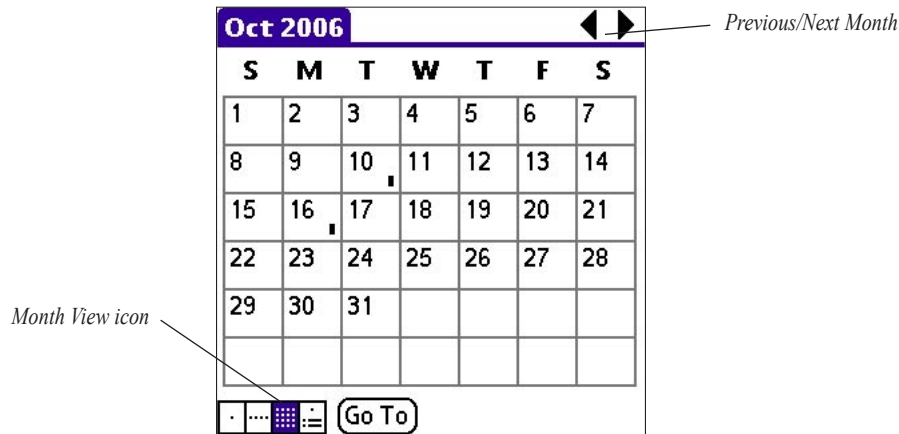 Oct 2006
Previous/Next Month
S M T W T F S
1 2 3 4 5 6 7
8 9 10 11 12 13 14
15 16 17 18 19 20 21
22 23 24 25 26 27 28
29 30 31
Month View icon
Go To